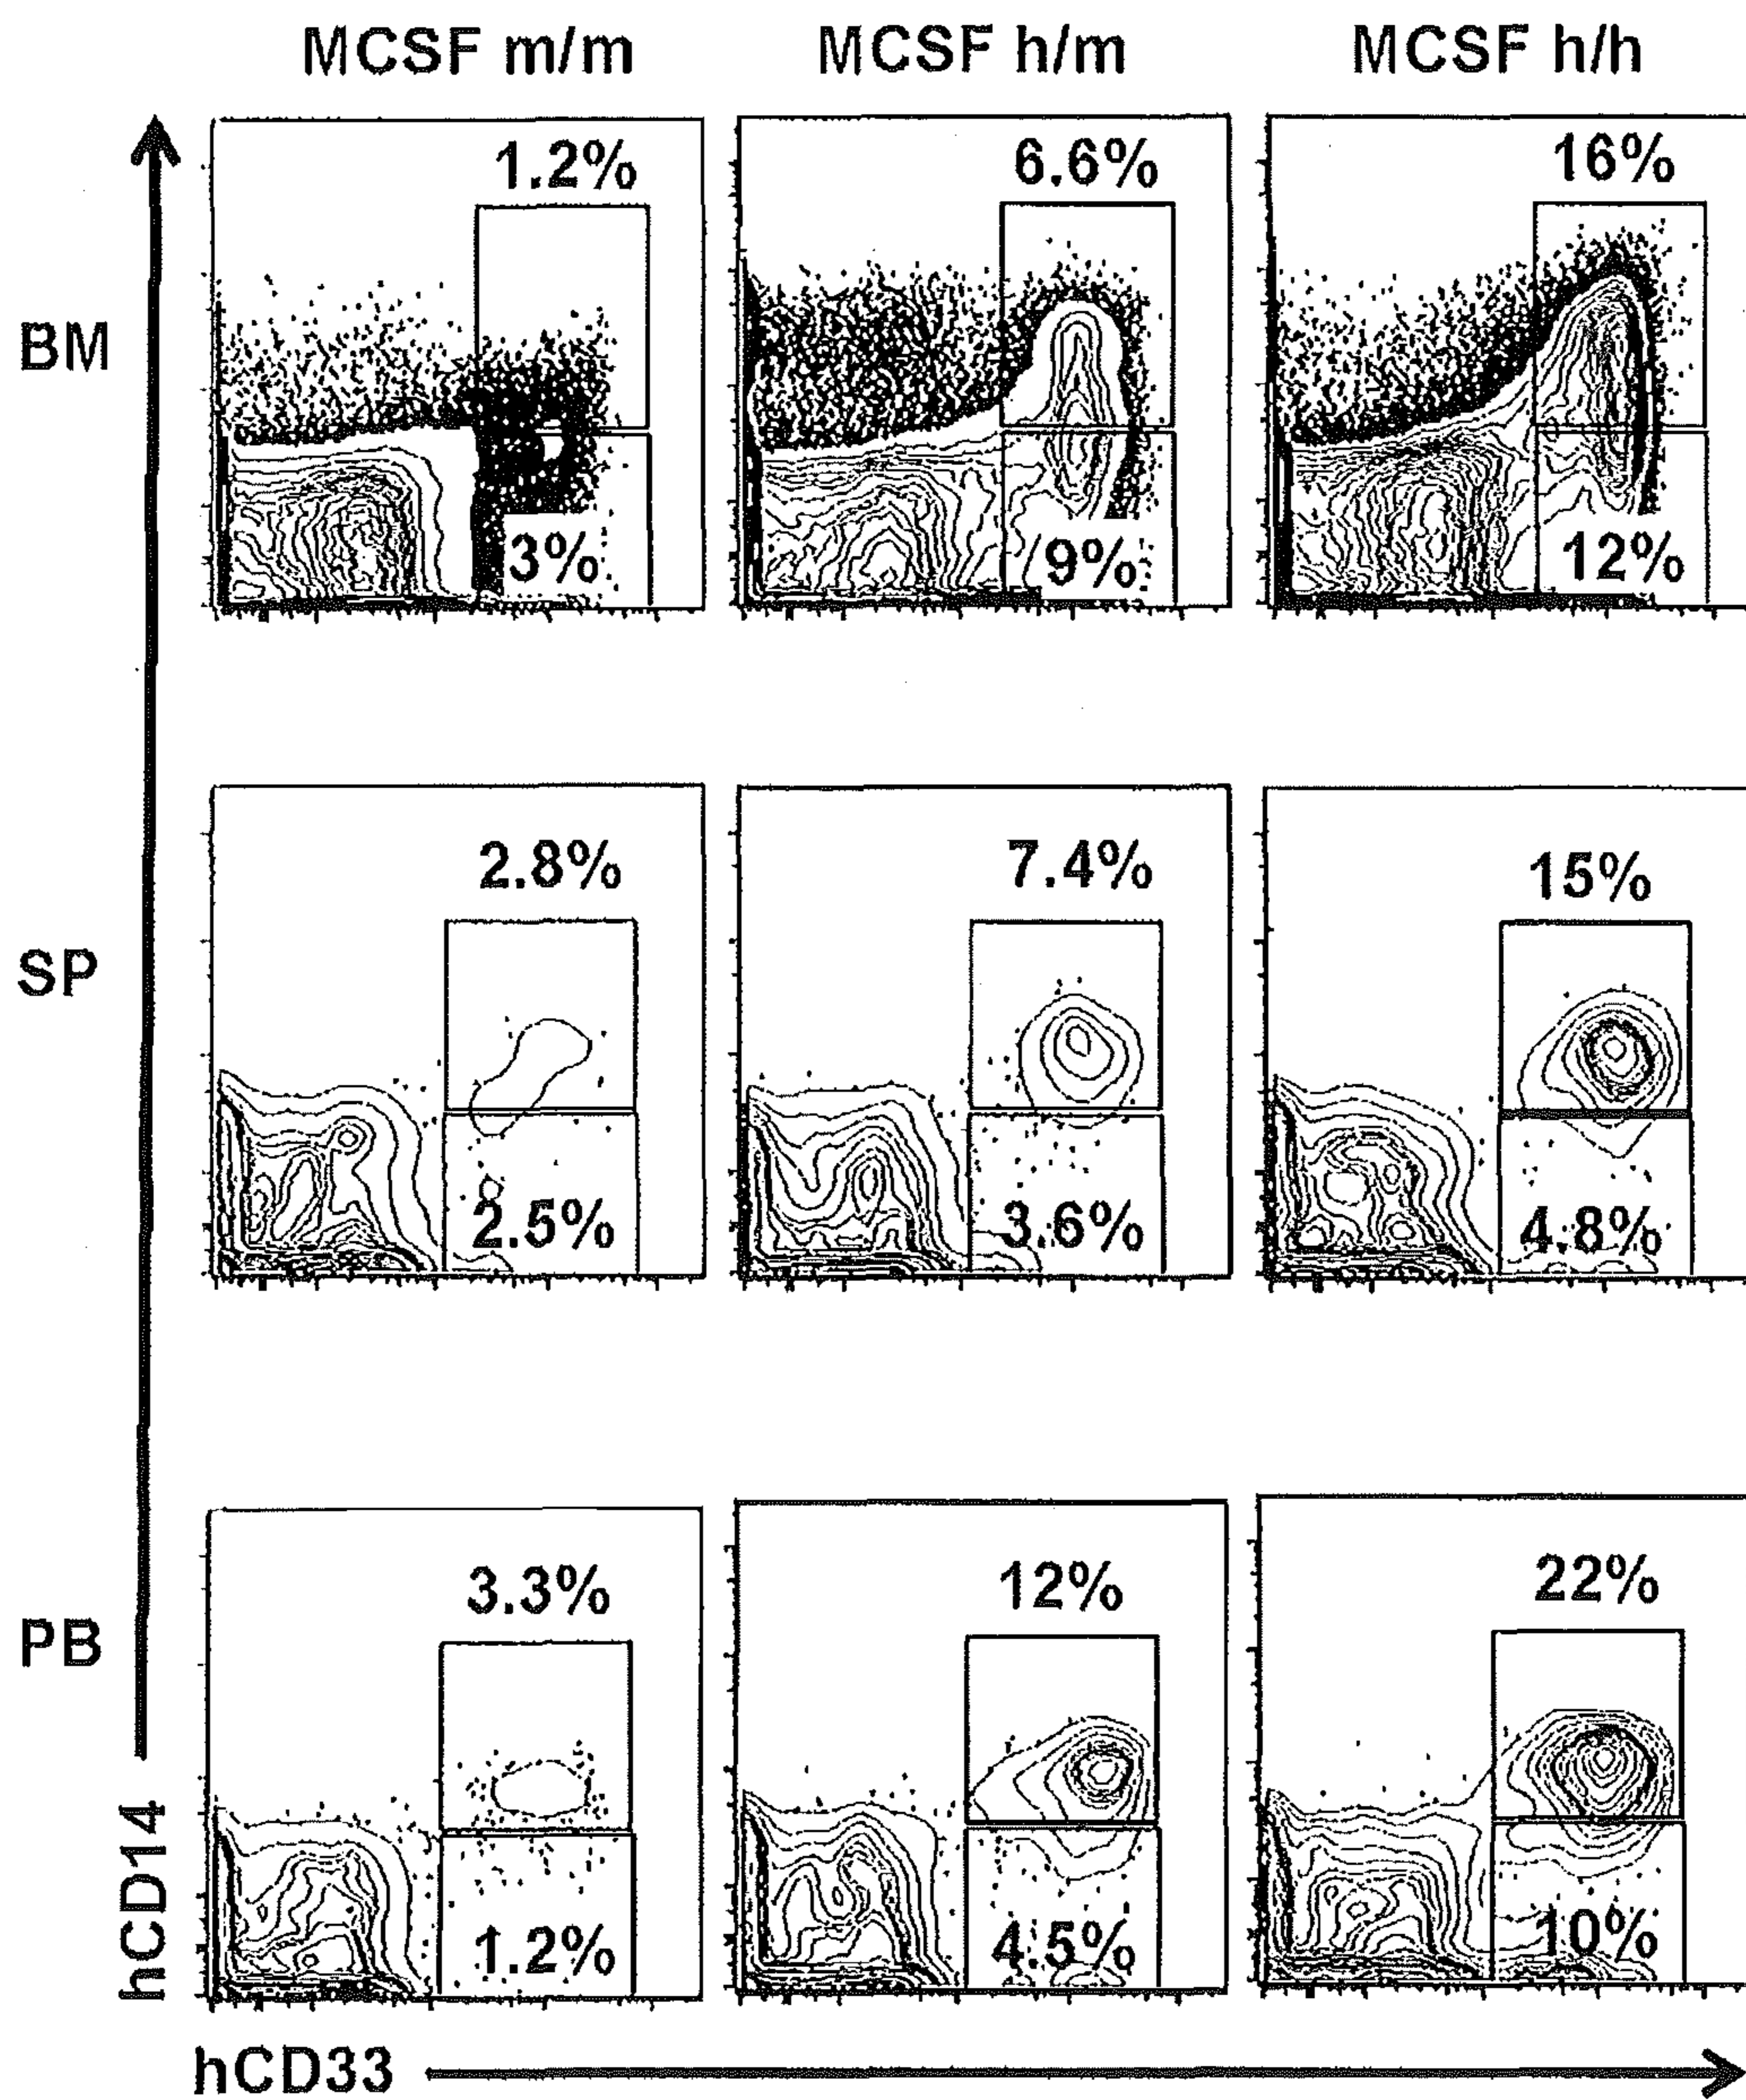 MCSF m/m MCSF h/m MCSF h/h
BM
1.2% 6.6% 16%
3% 9% 12%
SP
2.8% 7.4% 15%
2.5% 3.6% 4.8%
PB
3.3% 12% 22%
1.2% 4.5% 10%
hCD14
hCD33